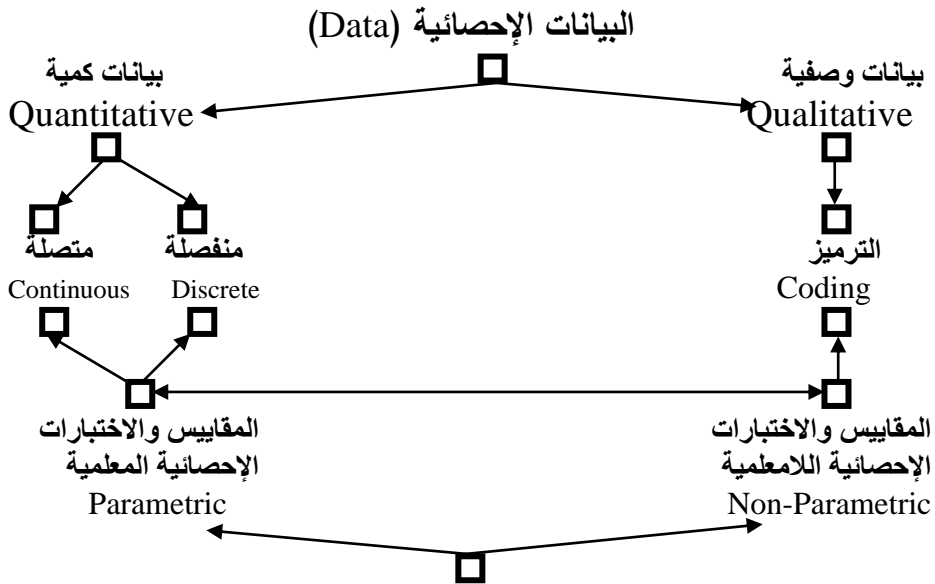 البيانات الإحصائية (Data)
بيانات وصفية
Qualitative
بيانات كمية
Quantitative
الترميز
Coding
منفصلة
Discrete
متصلة
Continuous
المقاييس والاختبارات
الإحصائية اللامعلمية
Non-Parametric
المقاييس والاختبارات
الإحصائية المعلمية
Parametric